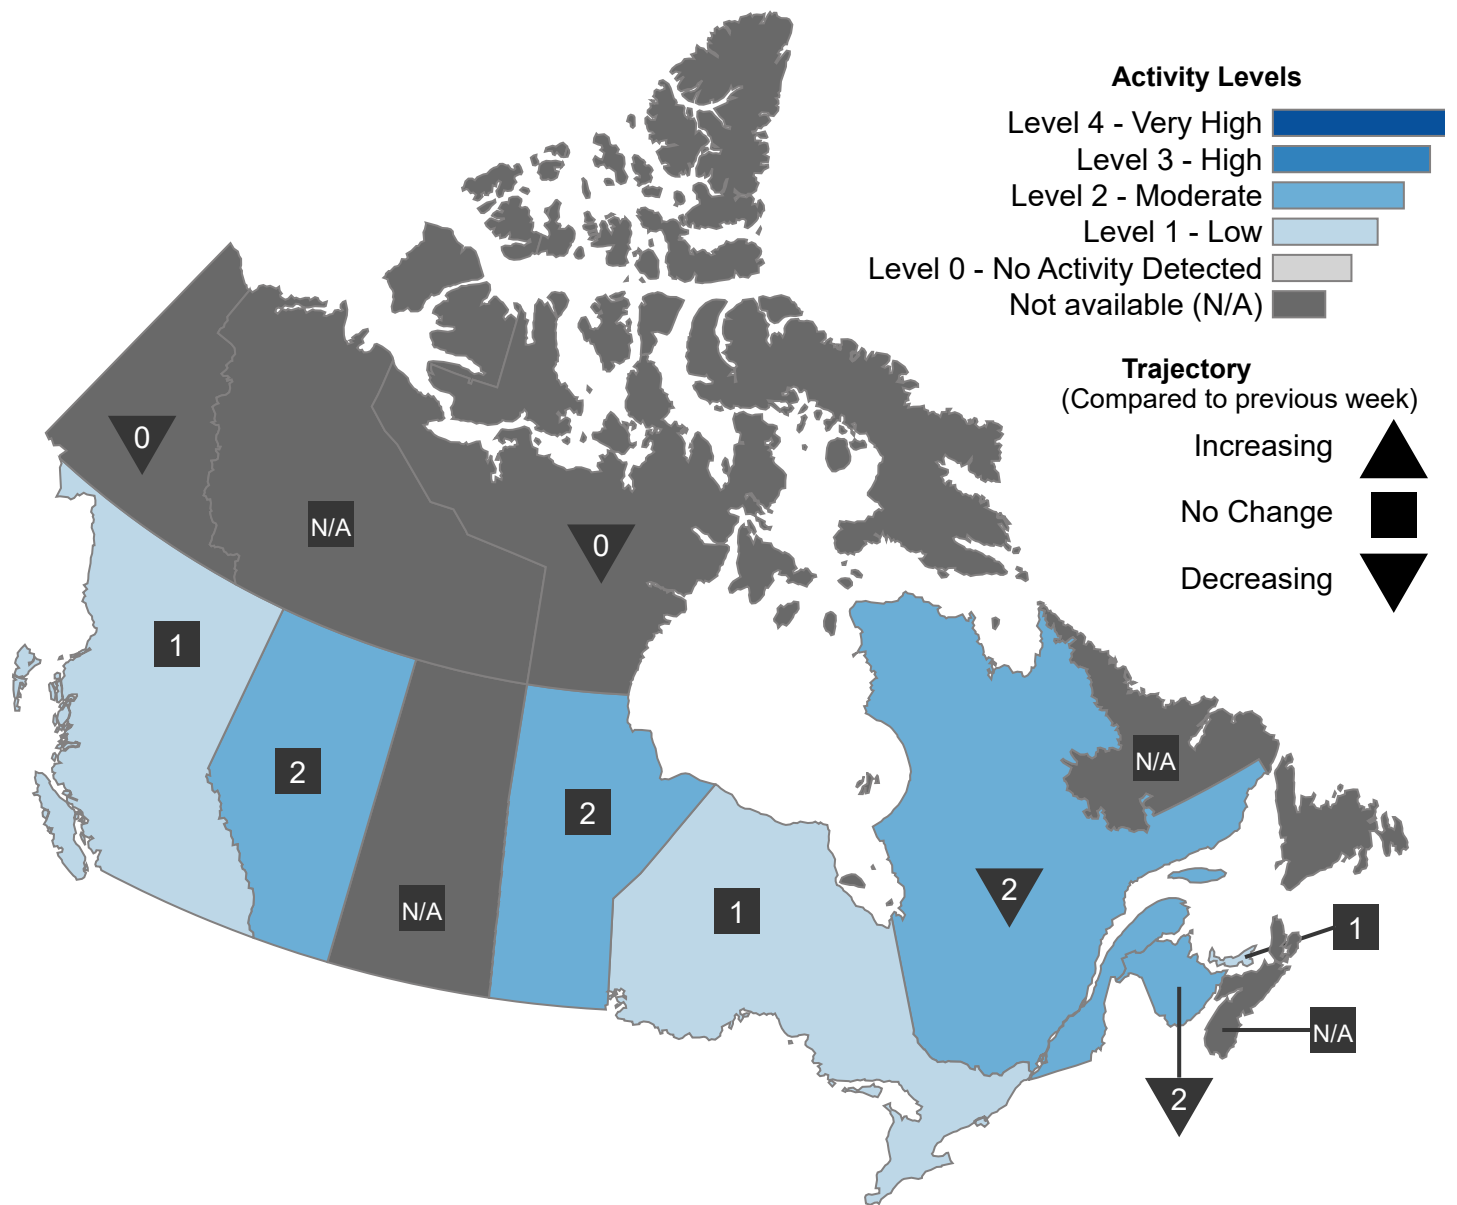 Activity Levels
Level 4 - Very High
Level 3 - High
Level 2 - Moderate
Level 1 - Low
Level 0 - No Activity Detected
Not available (N/A)
Trajectory
(Compared to previous week)
Increasing
No Change
Decreasing
0
N/A
0
1
2
N/A
2
1
2
N/A
1
N/A
2